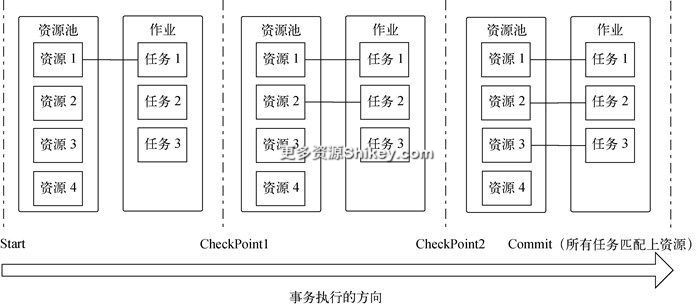 资源池 作业
资源 1 任务 1
资源 2 任务 2
资源 3 任务 3
资源 4
资源池 作业
资源 1 任务 1
资源 2 任务 2
资源 3 任务 3
资源 4
资源池 作业
资源 1 任务 1
资源 2 任务 2
资源 3 任务 3
资源 4
更多资源Shikey.com
Start CheckPoint1 CheckPoint2 Commit（所有任务匹配上资源）
事务执行的方向